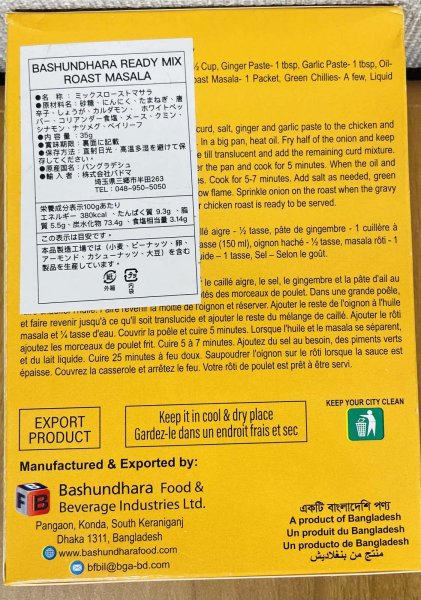 BASHUNDHARA READY MIX
ROAST MASALA
●名 称：ミックスローストマサラ
●原材料名：砂糖、にんにく、たまねぎ、唐
辛子、しょうが、カルダモン、ホワイトペッ
パー、コリアンダー食塩、メース、クミン、
シナモン、ナツメグ、ベイリーフ
●内 容 量：35g
●賞味期限：裏面に記載
●保存方法：直射日光・高温多湿を避けて保
存してください。
●輸 入 者：株式会社パドマ
埼玉県三郷市半田263
TEL：048-950-5050
栄養成分表示100gあたり
エネルギー 380kcal 、たんぱく質 9.3g 、脂
質 5.5g、炭水化物 73.4g 、食塩相当量 3.14g
この表示は目安です。
本品製造工場では（小麦、ピーナッツ、卵、
アーモンド、カシューナッツ、大豆）を含む
製品を生産しています。
紙
外箱
プラ
内袋
½ Cup, Ginger Paste- 1 tbsp, Garlic Paste- 1 tbsp, Oil-
oast Masala- 1 Packet, Green Chillies- A few, Liquid
curd, salt, ginger and garlic paste to the chicken and
. In a big pan, heat oil. Fry half of the onion and keep
e till translucent and add the remaining curd mixture.
er the pan and cook for 5 minutes. When the oil and
s. Cook for 5-7 minutes. Add salt as needed, green
ow flame. Sprinkle onion on the roast when the gravy
r chicken roast is ready to be served.
illé aigre - ½ tasse, pâte de gingembre - 1 cuillère à
tasse (150 ml), oignon haché - ½ tasse, masala rôti - 1
uide – 1 tasse, Sel – Selon le goût.
r le caillé aigre, le sel, le gingembre et la pâte d'ail au
tés des morceaux de poulet. Dans une grande poêle,
Faire revenir la moitié de l'oignon et réserver. Ajouter le reste de l'oignon à l'huile
et faire revenir jusqu'à ce qu'il soit translucide et ajouter le reste du mélange de caillé. Ajouter le rôti
masala et ¼ tasse d'eau. Couvrir la poêle et cuire 5 minutes. Lorsque l'huile et le masala se séparent,
ajoutez les morceaux de poulet frit. Cuire 5 à 7 minutes. Ajoutez du sel au besoin, des piments verts
et du lait liquide. Cuire 25 minutes à feu doux. Saupoudrer l'oignon sur le rôti lorsque la sauce est
épaisse. Couvrez la casserole et arrêtez le feu. Votre rôti de poulet est prêt à être servi.
EXPORT
PRODUCT
Keep it in cool & dry place
Gardez-le dans un endroit frais et sec
KEEP YOUR CITY CLEAN
Manufactured & Exported by:
FBB
Bashundhara Food &
Beverage Industries Ltd.
Pangaon, Konda, South Keraniganj
Dhaka 1311, Bangladesh
www.bashundharafood.com
bfbil@bga-bd.com
একটি বাংলাদেশি পণ্য
A product of Bangladesh
Un produit du Bangladesh
Un producto de Bangladesh
منتج من بنغلاديش